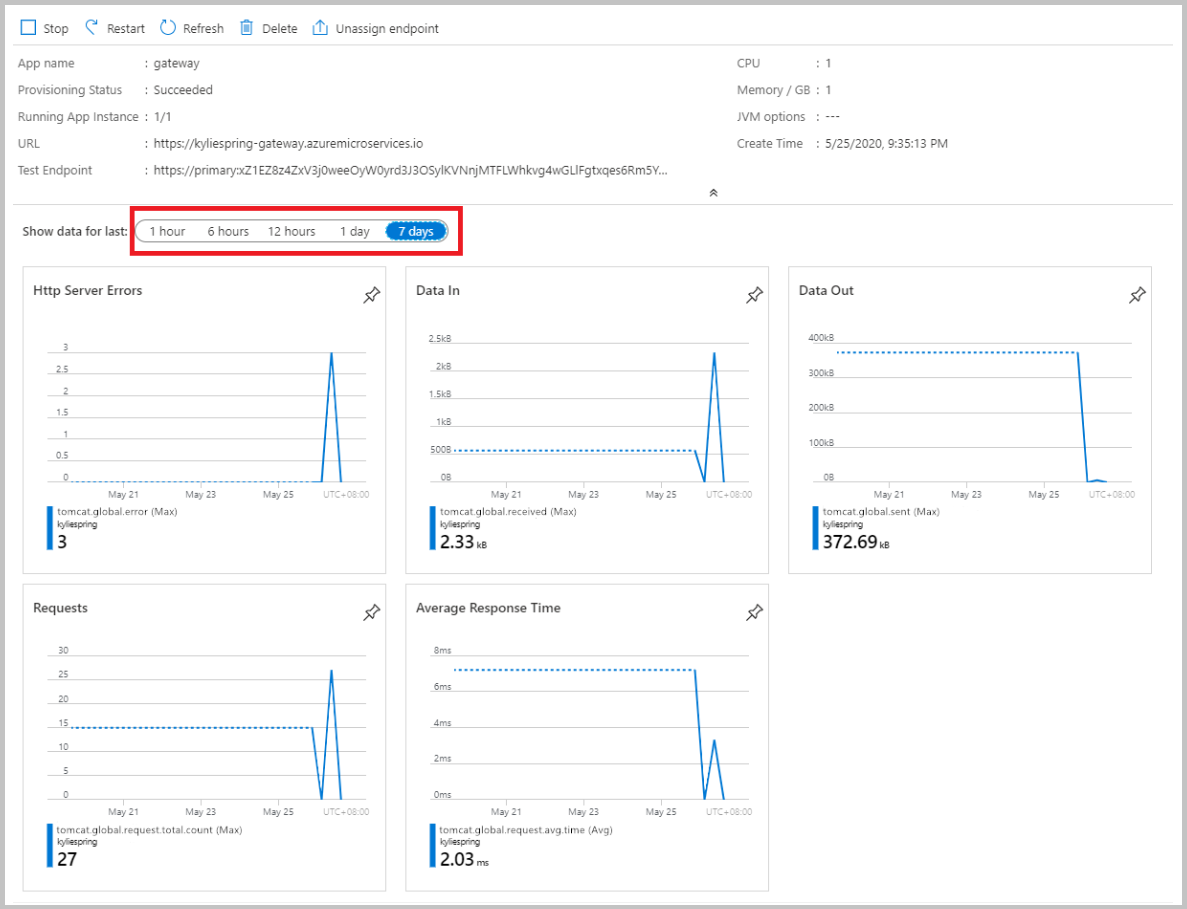 Stop Restart Refresh Delete Unassign endpoint
App name : gateway
CPU : 1
Provisioning Status : Succeeded
Memory / GB : 1
Running App Instance : 1/1
JVM options : ---
URL : https://kyliespring-gateway.azuremicroservices.io
Create Time : 5/25/2020, 9:35:13 PM
Test Endpoint : https://primary:xZ1EZ8z4ZxV3j0weeOyW0yrd3J3OSylKVNnjMTFLWhkvg4wGLlFgtxqes6Rm5Y...
Show data for last: 1 hour 6 hours 12 hours 1 day 7 days
Http Server Errors
3
2.5
2
1.5
1
0.5
0
May 21 May 23 May 25 UTC+08:00
tomcat.global.error (Max)
kyliespring
3
Data In
2.5kB
2kB
1.5kB
1kB
500B
0B
May 21 May 23 May 25 UTC+08:00
tomcat.global.received (Max)
kyliespring
2.33 kB
Data Out
400kB
300kB
200kB
100kB
0B
May 21 May 23 May 25 UTC+08:00
tomcat.global.sent (Max)
kyliespring
372.69 kB
Requests
30
25
20
15
10
5
0
May 21 May 23 May 25 UTC+08:00
tomcat.global.request.total.count (Max)
kyliespring
27
Average Response Time
8ms
6ms
4ms
2ms
0ms
May 21 May 23 May 25 UTC+08:00
tomcat.global.request.avg.time (Avg)
kyliespring
2.03 ms